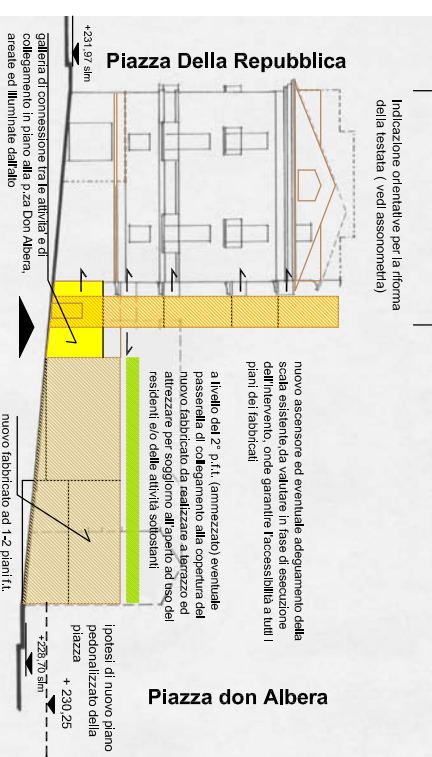 Piazza Della Repubblica
+231,97 slm
Indicazione orientative per la riforma
della testata ( vedi assonometria)
galleria di connessione tra le attività e di
collegamento in piano alla p.za Don Albera,
areate ed illuminate dall'alto
nuovo ascensore ed eventuale adeguamento della
scala esistente,da valutare in fase di esecuzione
dell'intervento, onde garantire l'accessibilità a tutti i
piani dei fabbricati
a livello del 2° p.f.t. (ammezzato) eventuale
passerella di collegamento alla copertura del
nuovo fabbricato da realizzare a terrazzo ed
attrezzare per soggiorno all'aperto ad uso dei
residenti e/o delle attività sottostanti
nuovo fabbricato ad 1-2 piani f.t.
Piazza don Albera
ipotesi di nuovo piano
pedonalizzato della
piazza
+ 230,25
+228,70 slm